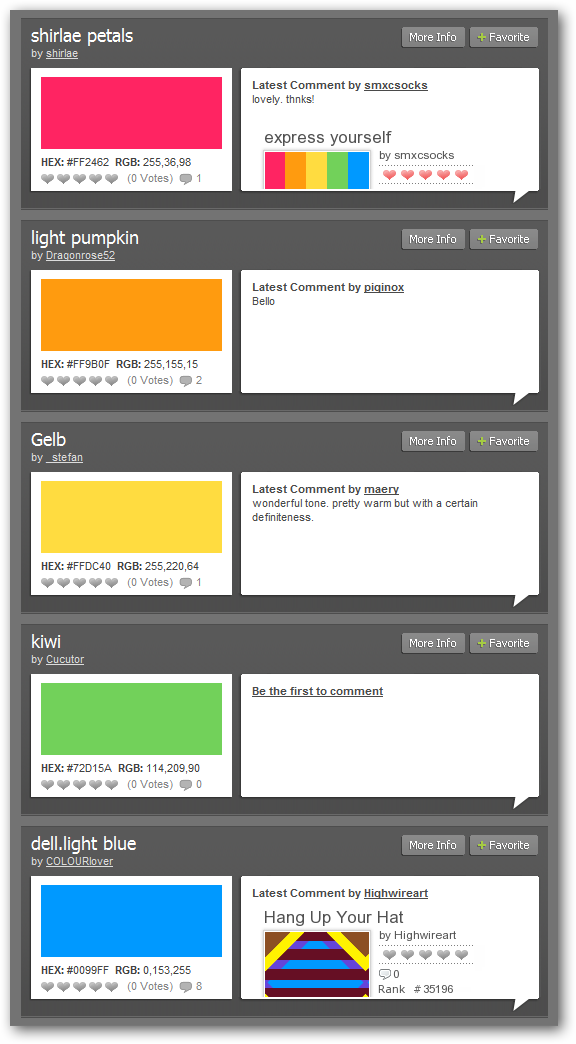 shirlae petals
by shirlae
More Info
Favorite
HEX: #FF2462 RGB: 255,36,98
(0 Votes) 1
Latest Comment by smxcsocks
lovely. thnks!
express yourself
by smxcsocks
light pumpkin
by Dragonrose52
More Info
Favorite
HEX: #FF9B0F RGB: 255,155,15
(0 Votes) 2
Latest Comment by piqinox
Bello
Gelb
by _stefan
More Info
Favorite
HEX: #FFDC40 RGB: 255,220,64
(0 Votes) 1
Latest Comment by maery
wonderful tone. pretty warm but with a certain
definiteness.
kiwi
by Cucutor
More Info
Favorite
HEX: #72D15A RGB: 114,209,90
(0 Votes) 0
Be the first to comment
dell.light blue
by COLOURlover
More Info
Favorite
HEX: #0099FF RGB: 0,153,255
(0 Votes) 8
Latest Comment by Highwireart
Hang Up Your Hat
by Highwireart
0
Rank # 35196